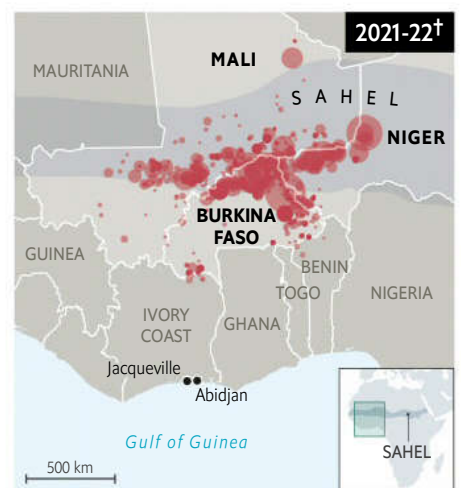 2021-22†
MALI
MAURITANIA
SAHEL
NIGER
BURKINA
FASO
GUINEA
BENIN
TOGO
NIGERIA
IVORY
COAST
GHANA
Jacqueville
Abidjan
Gulf of Guinea
SAHEL
500 km